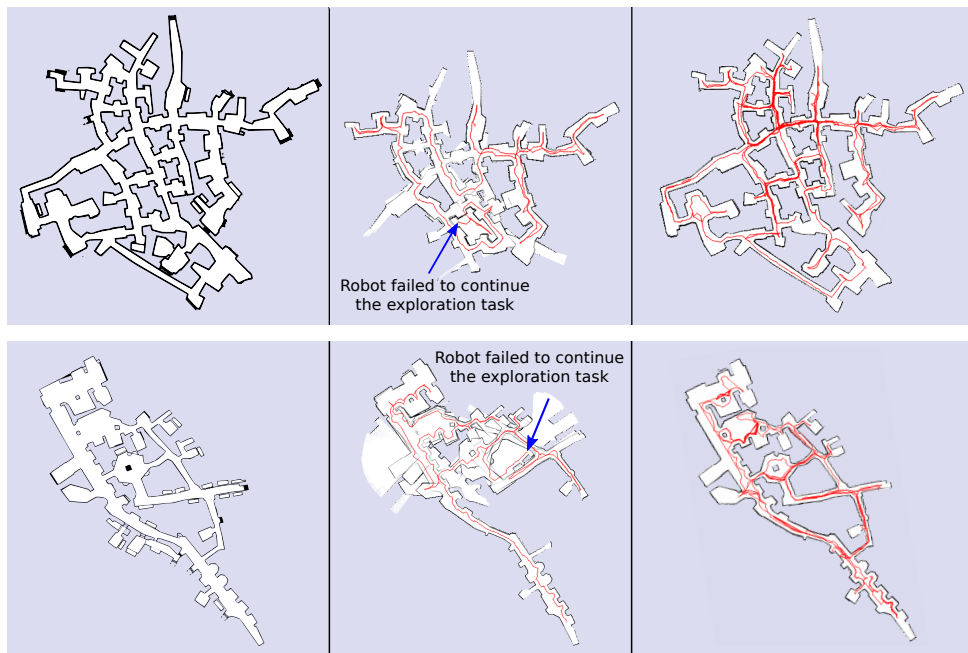 Robot failed to continue
the exploration task
Robot failed to continue
the exploration task